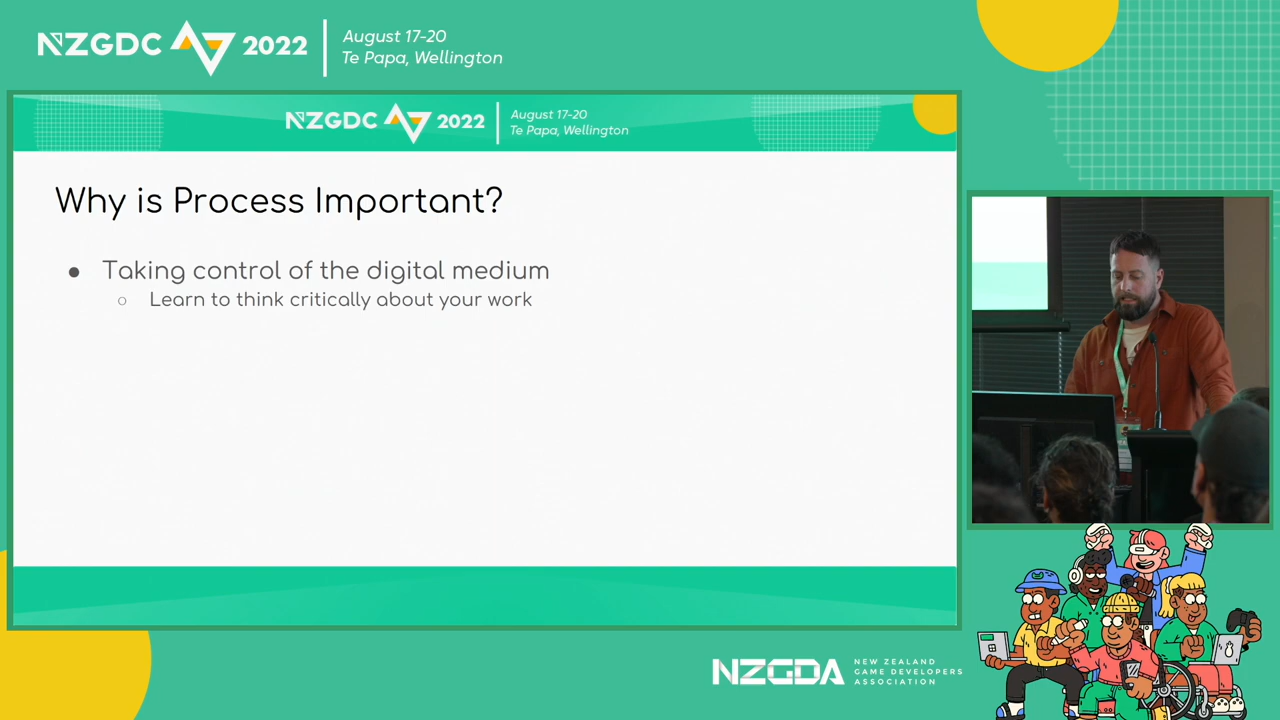 NZGDC 2022
August 17-20
Te Papa, Wellington
NZGDC 2022
August 17-20
Te Papa, Wellington
Why is Process Important?
● Taking control of the digital medium
○ Learn to think critically about your work
NZGDA
NEW ZEALAND
GAME DEVELOPERS
ASSOCIATION